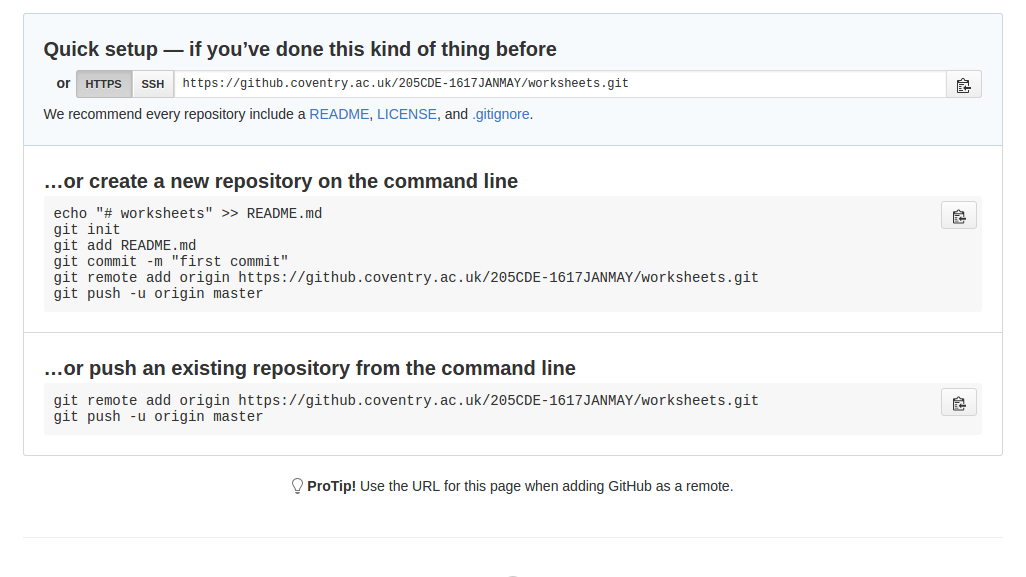 Quick setup — if you’ve done this kind of thing before
or HTTPS SSH https://github.coventry.ac.uk/205CDE-1617JANMAY/worksheets.git
We recommend every repository include a README, LICENSE, and .gitignore.
…or create a new repository on the command line
echo "# worksheets" >> README.md
git init
git add README.md
git commit -m "first commit"
git remote add origin https://github.coventry.ac.uk/205CDE-1617JANMAY/worksheets.git
git push -u origin master
…or push an existing repository from the command line
git remote add origin https://github.coventry.ac.uk/205CDE-1617JANMAY/worksheets.git
git push -u origin master
ProTip! Use the URL for this page when adding GitHub as a remote.